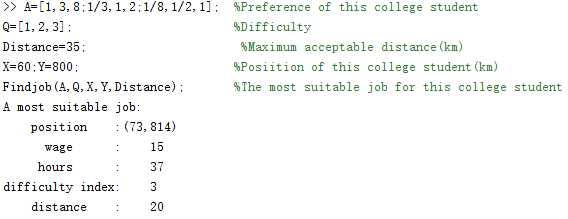 >> A=[1,3,8;1/3,1,2;1/8,1/2,1]; %Preference of this college student
Q=[1,2,3]; %Difficulty
Distance=35; %Maximum acceptable distance(km)
X=60;Y=800; %Posiition of this college student(km)
Findjob(A,Q,X,Y,Distance); %The most suitable job for this college student
A most suitable job:
position :(73,814)
wage : 15
hours : 37
difficulty index: 3
distance : 20